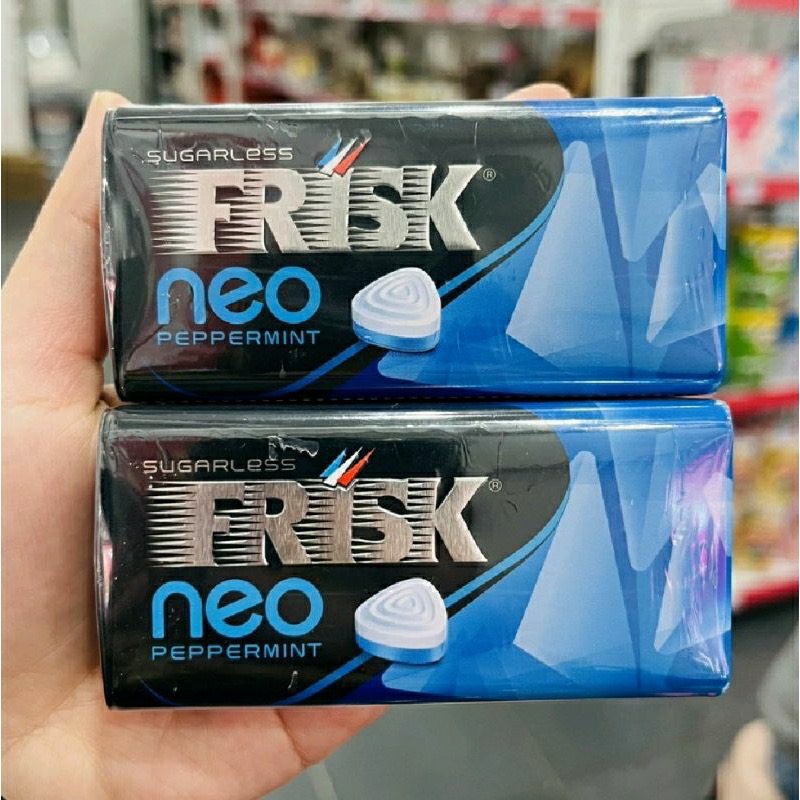 SUGARLESS
FRISK®
neo
PEPPERMINT
SUGARLESS
FRISK®
neo
PEPPERMINT